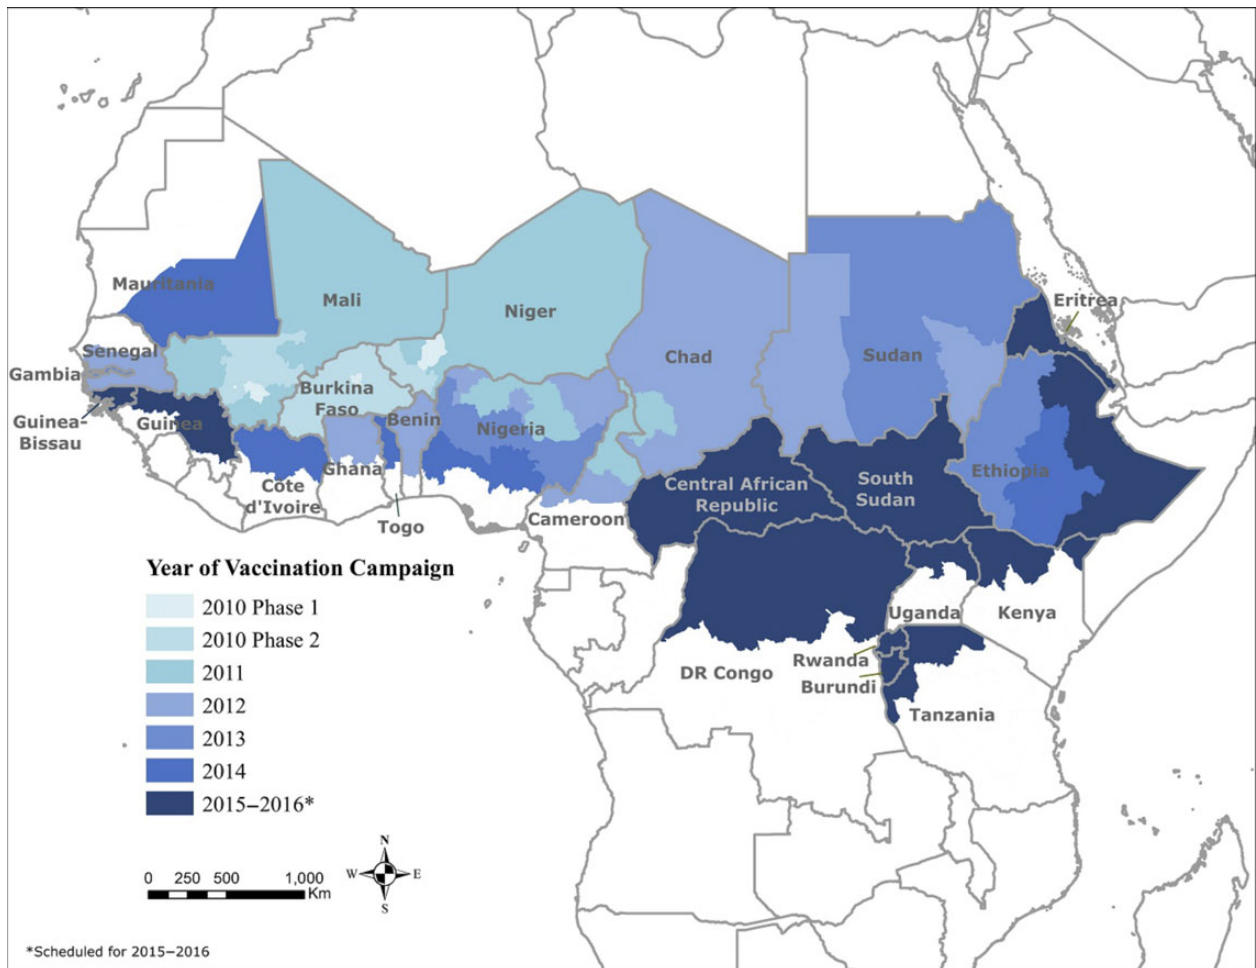 Mauritania
Mali
Niger
Eritrea
Senegal
Chad
Sudan
Gambia
Burkina
Faso
Benin
Guinea-
Bissau
Guinea
Nigeria
Ghana
Ethiopia
Côte
d'Ivoire
Central African
Republic
South
Sudan
Togo
Cameroon
Year of Vaccination Campaign
2010 Phase 1
2010 Phase 2
2011
2012
2013
2014
2015–2016*
Uganda
Kenya
Rwanda
DR Congo
Burundi
Tanzania
N
W
E
S
0 250 500 1,000
Km
*Scheduled for 2015–2016